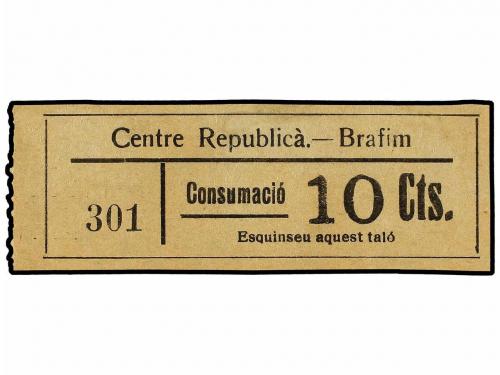 Centre Republicà.—Brafim
301
Consumació 10 Cts.
Esquinseu aquest taló